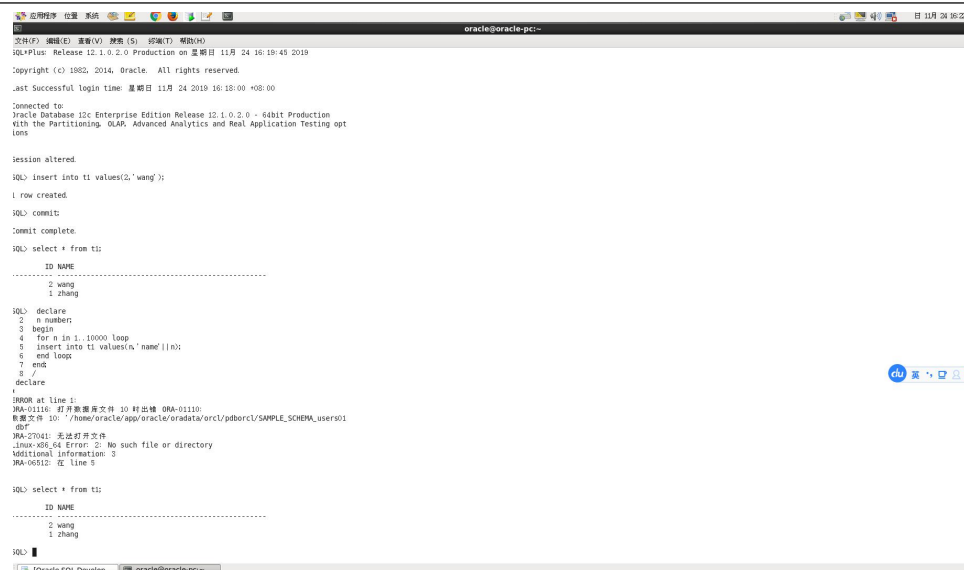 应用程序 位置 系统
日 11月 24 16:22
oracle@oracle-pc:~
文件(F) 编辑(E) 查看(V) 搜索 (S) 终端(T) 帮助(H)
SQL*Plus: Release 12.1.0.2.0 Production on 星期日 11月 24 16:19:45 2019
Copyright (c) 1982, 2014, Oracle. All rights reserved.
Last Successful login time: 星期日 11月 24 2019 16:18:00 +08:00
Connected to:
Oracle Database 12c Enterprise Edition Release 12.1.0.2.0 - 64bit Production
With the Partitioning, OLAP, Advanced Analytics and Real Application Testing opt
ions
Session altered.
SQL> insert into t1 values(2,'wang');
1 row created.
SQL> commit;
Commit complete.
SQL> select * from t1;
ID NAME
---------- --------------------------------------------------
2 wang
1 zhang
SQL> declare
2 n number;
3 begin
4 for n in 1..10000 loop
5 insert into t1 values(n,'name'||n);
6 end loop;
7 end;
8 /
declare
*
ERROR at line 1:
ORA-01116: 打开数据库文件 10 时出错 ORA-01110:
数据文件 10: '/home/oracle/app/oracle/oradata/orcl/pdborcl/SAMPLE_SCHEMA_users01
.dbf'
ORA-27041: 无法打开文件
Linux-x86_64 Error: 2: No such file or directory
Additional information: 3
ORA-06512: 在 line 5
SQL> select * from t1;
ID NAME
---------- --------------------------------------------------
2 wang
1 zhang
SQL>
du 英
[Oracle SQL Develop...
oracle@oracle-pc:~